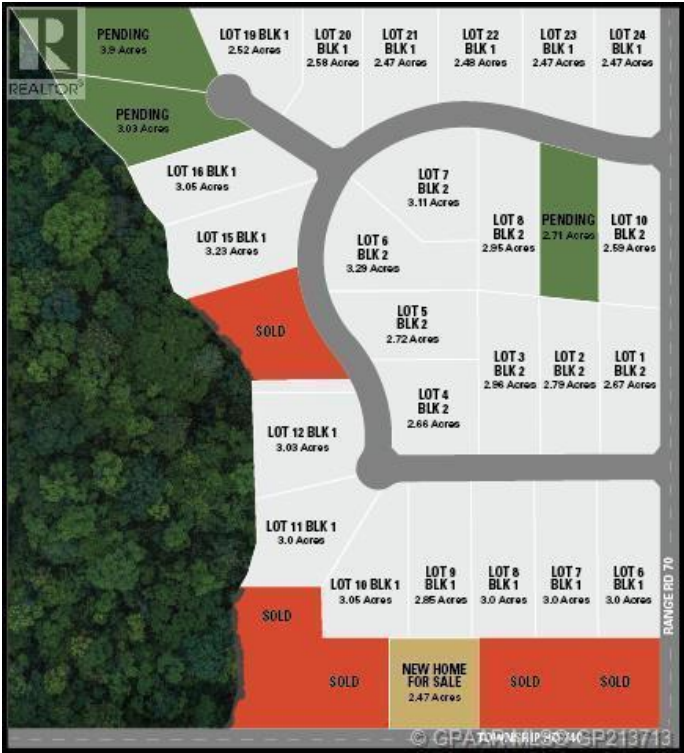 R
REALTOR®
PENDING
3.9 Acres
LOT 19 BLK 1
2.52 Acres
LOT 20
BLK 1
2.58 Acres
LOT 21
BLK 1
2.47 Acres
LOT 22
BLK 1
2.48 Acres
LOT 23
BLK 1
2.47 Acres
LOT 24
BLK 1
2.47 Acres
PENDING
3.03 Acres
LOT 16 BLK 1
3.05 Acres
LOT 15 BLK 1
3.23 Acres
LOT 7
BLK 2
3.11 Acres
LOT 6
BLK 2
3.29 Acres
LOT 8
BLK 2
2.95 Acres
PENDING
2.71 Acres
LOT 10
BLK 2
2.59 Acres
SOLD
LOT 5
BLK 2
2.72 Acres
LOT 3
BLK 2
2.96 Acres
LOT 2
BLK 2
2.79 Acres
LOT 1
BLK 2
2.67 Acres
LOT 4
BLK 2
2.66 Acres
LOT 12 BLK 1
3.03 Acres
LOT 11 BLK 1
3.0 Acres
LOT 10 BLK 1
3.05 Acres
LOT 9
BLK 1
2.85 Acres
LOT 8
BLK 1
3.0 Acres
LOT 7
BLK 1
3.0 Acres
LOT 6
BLK 1
3.0 Acres
RANGE RD 70
SOLD
SOLD
NEW HOME
FOR SALE
2.47 Acres
SOLD
SOLD
TOWNSHIP RD 740